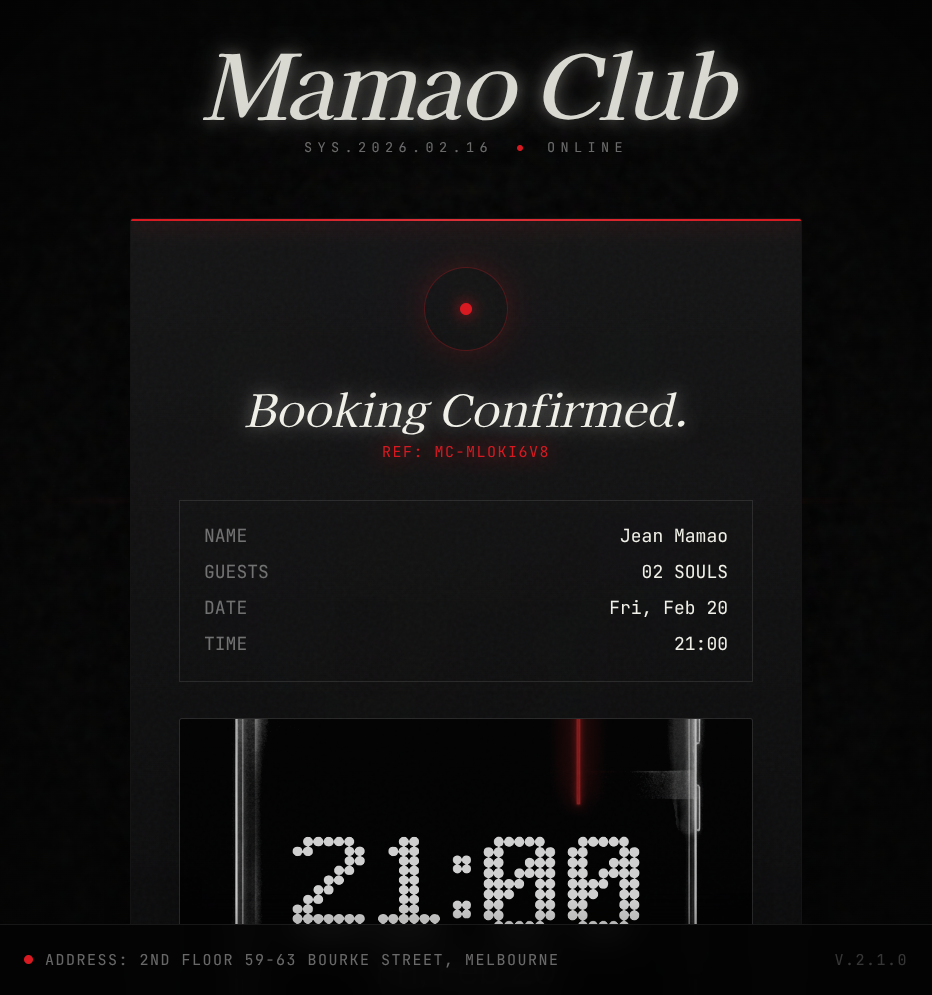 Mamao Club
SYS.2026.02.16 • ONLINE
Booking Confirmed.
REF: MC-MLOKI6V8
NAME Jean Mamao
GUESTS 02 SOULS
DATE Fri, Feb 20
TIME 21:00
21:00
ADDRESS: 2ND FLOOR 59-63 BOURKE STREET, MELBOURNE V.2.1.0